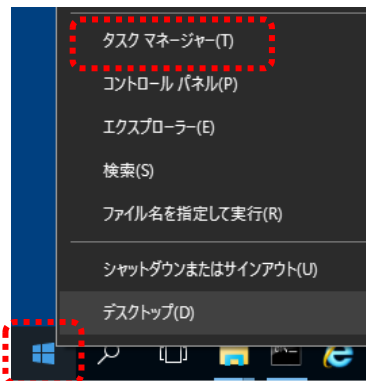 タスク マネージャー(T)
コントロール パネル(P)
エクスプローラー(E)
検索(S)
ファイル名を指定して実行(R)
シャットダウンまたはサインアウト(U)
デスクトップ(D)